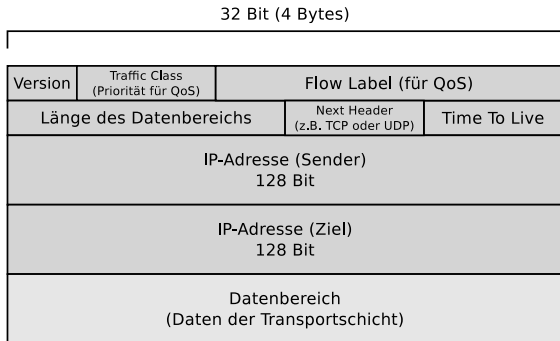 32 Bit (4 Bytes)
Version
Traffic Class
(Priorität für QoS)
Flow Label (für QoS)
Länge des Datenbereichs
Next Header
(z.B. TCP oder UDP)
Time To Live
IP-Adresse (Sender)
128 Bit
IP-Adresse (Ziel)
128 Bit
Datenbereich
(Daten der Transportschicht)